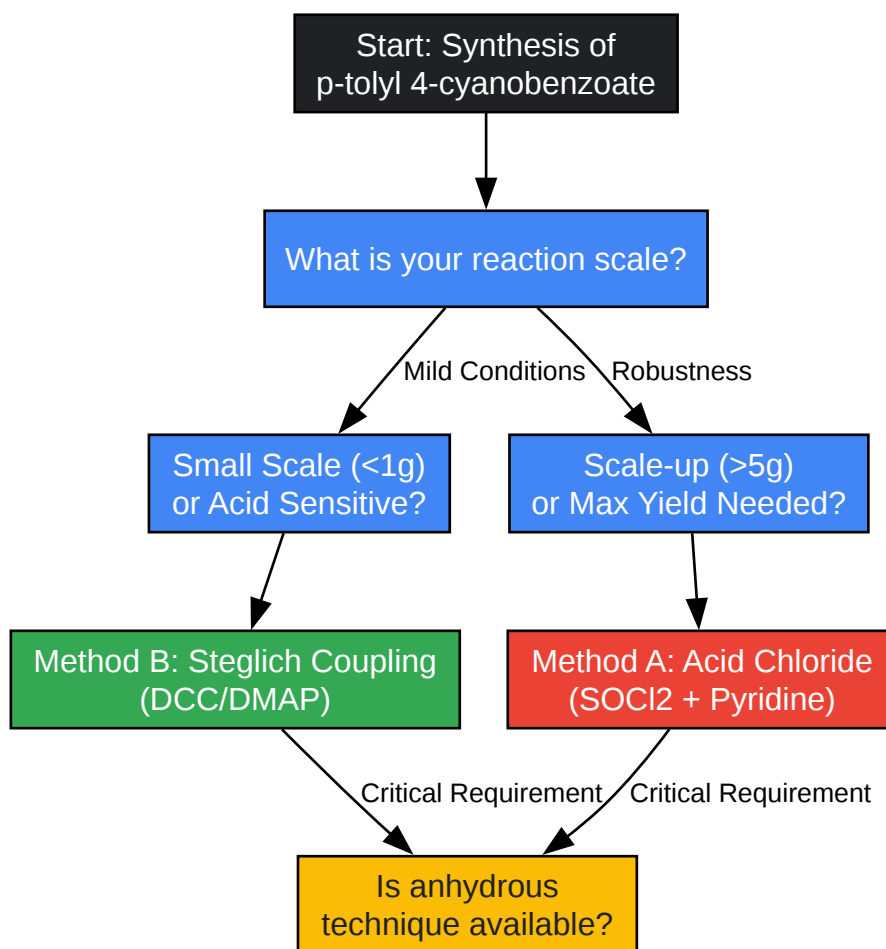 Start: Synthesis of
p-tolyl 4-cyanobenzoate
What is your reaction scale?
Mild Conditions
Robustness
Small Scale (<1g)
or Acid Sensitive?
Scale-up (>5g)
or Max Yield Needed?
Method B: Steglich Coupling
(DCC/DMAP)
Method A: Acid Chloride
(SOCl2 + Pyridine)
Critical Requirement
Critical Requirement
Is anhydrous
technique available?